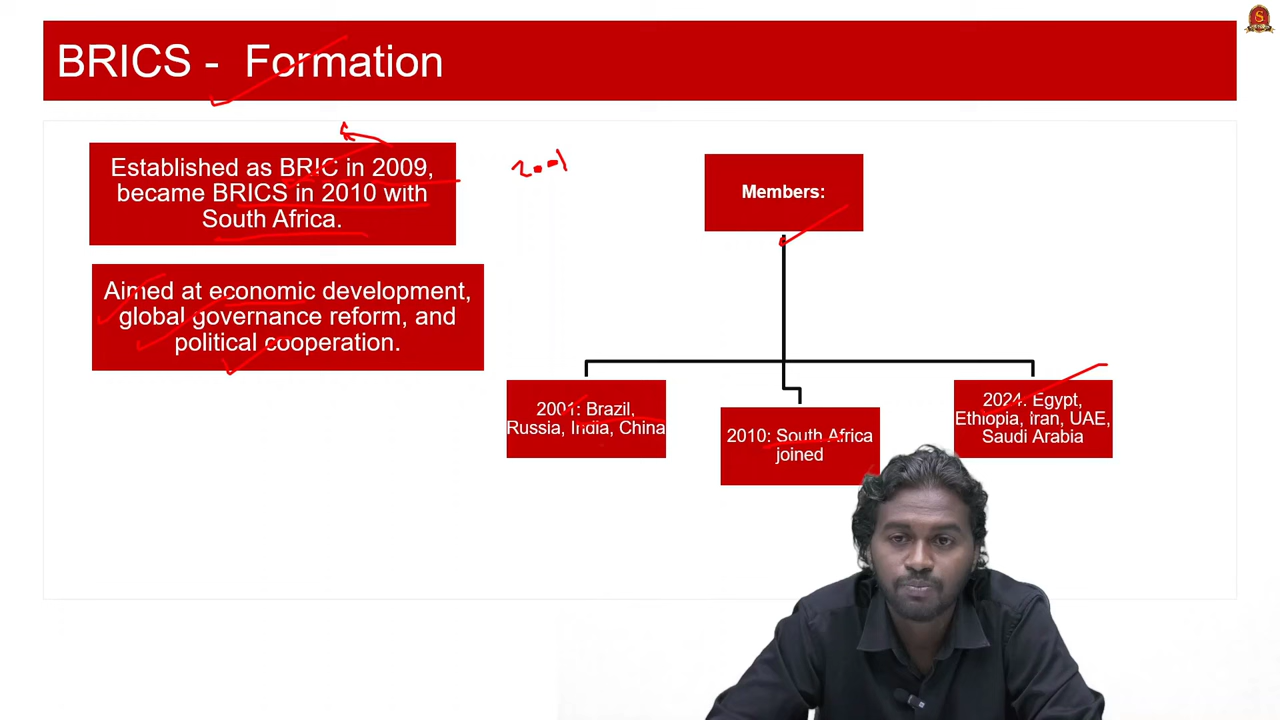 BRICS - Formation
Established as BRIC in 2009,
became BRICS in 2010 with
South Africa.
2001
Aimed at economic development,
global governance reform, and
political cooperation.
Members:
2001: Brazil,
Russia, India, China
2010: South Africa
joined
2024: Egypt,
Ethiopia, Iran, UAE,
Saudi Arabia
S